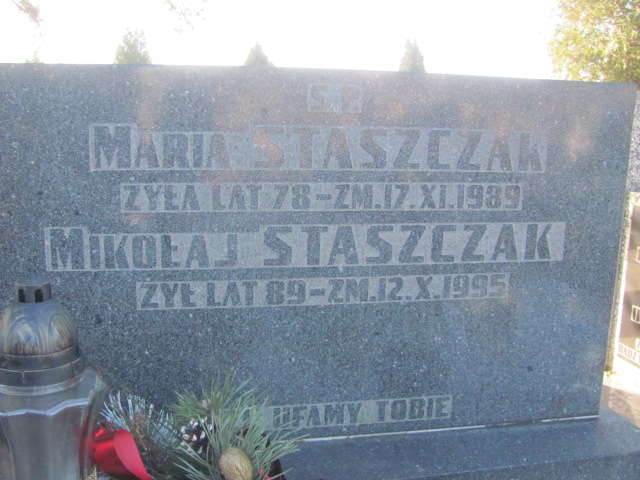 Ś. P.
MARIA STASZCZAK
ŻYŁA LAT 78 – ZM. 17. XI. 1989
MIKOŁAJ STASZCZAK
ŻYŁ LAT 89 – ZM. 12. X. 1995
UFAMY TOBIE